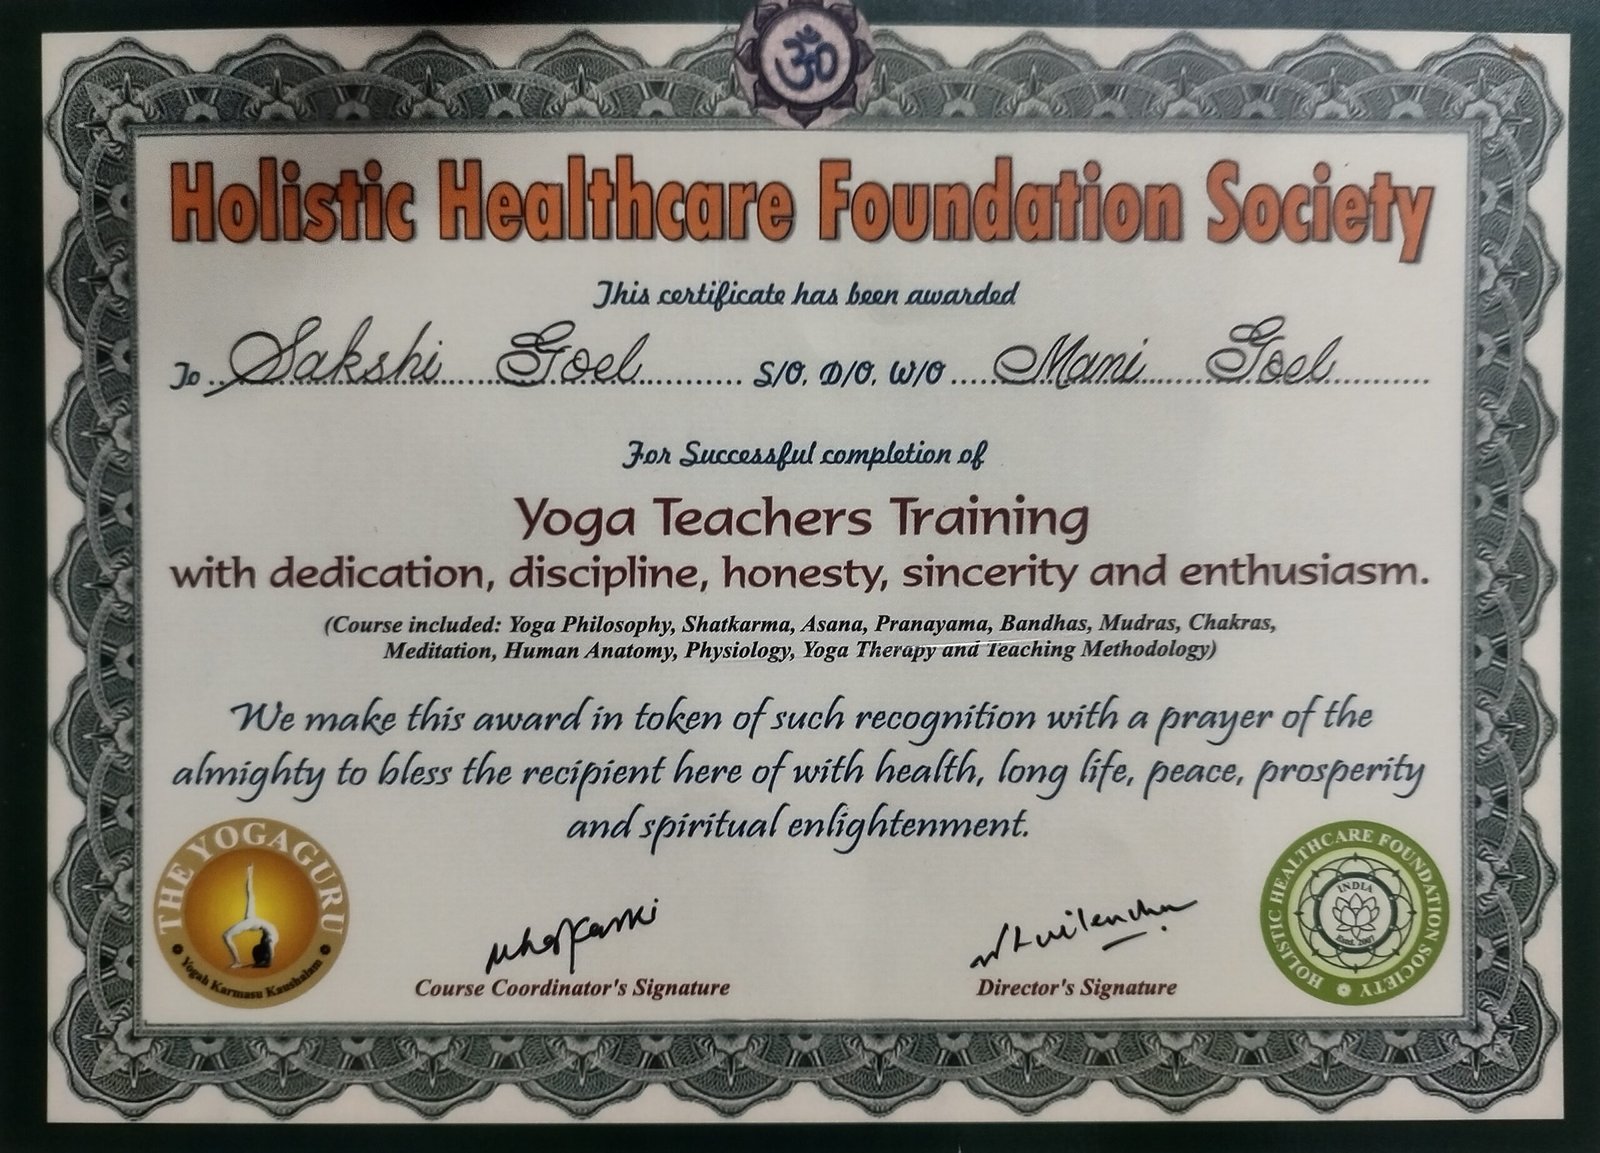 ॐ
Holistic Healthcare Foundation Society
This certificate has been awarded
To Sakshi Goel S/O, D/O, W/O Mani Goel
For Successful completion of
Yoga Teachers Training
with dedication, discipline, honesty, sincerity and enthusiasm.
(Course included: Yoga Philosophy, Shatkarma, Asana, Pranayama, Bandhas, Mudras, Chakras,
Meditation, Human Anatomy, Physiology, Yoga Therapy and Teaching Methodology)
We make this award in token of such recognition with a prayer of the
almighty to bless the recipient here of with health, long life, peace, prosperity
and spiritual enlightenment.
THE YOGAGURU
Yogah Karmasu Kaushalam
Course Coordinator's Signature
Director's Signature
HOLISTIC HEALTHCARE FOUNDATION SOCIETY
INDIA
Estd. 2007